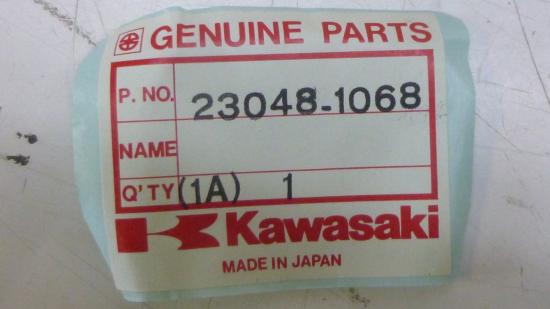 GENUINE PARTS
P. NO. 23048-1068
NAME
Q'TY (1A) 1
Kawasaki
MADE IN JAPAN